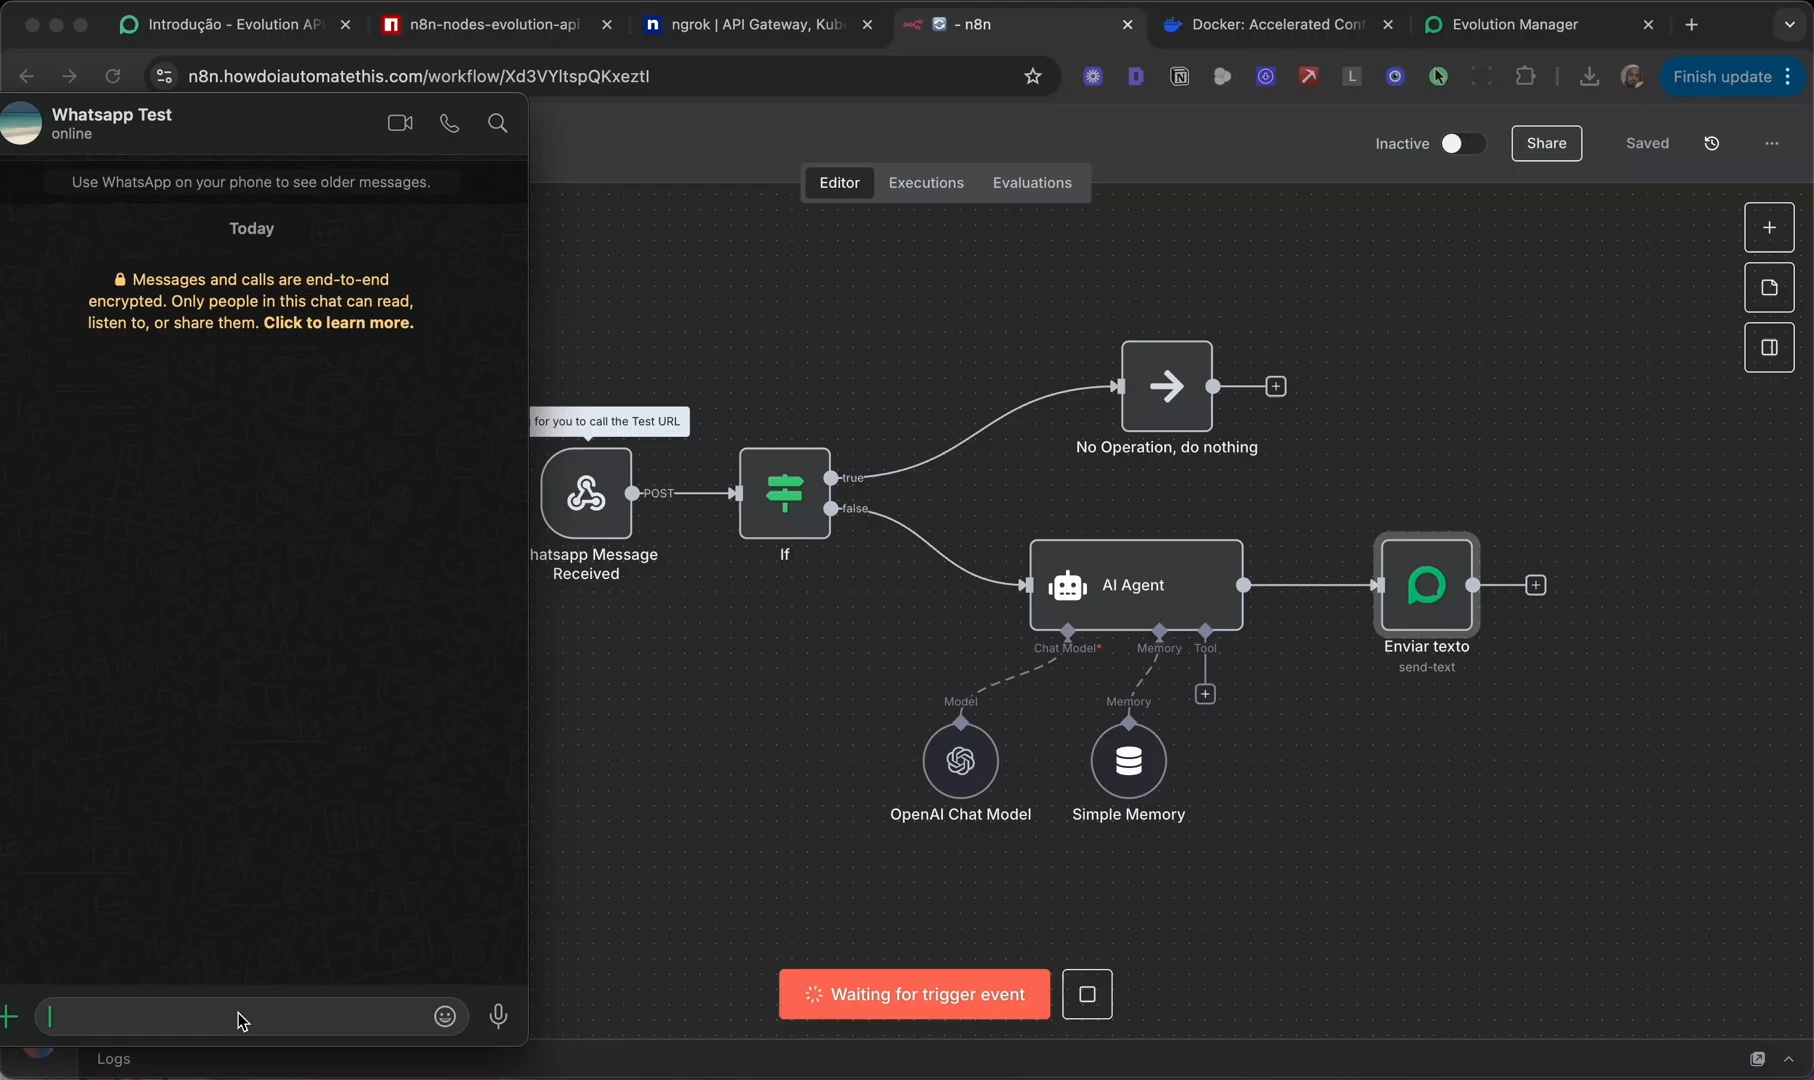 Introdução - Evolution AP
n8n-nodes-evolution-api
ngrok | API Gateway, Kub
- n8n
Docker: Accelerated Cont
Evolution Manager
n8n.howdoiautomatethis.com/workflow/Xd3VYltspQKxeztl
Finish update
Whatsapp Test
online
Use WhatsApp on your phone to see older messages.
Today
Messages and calls are end-to-end
encrypted. Only people in this chat can read,
listen to, or share them. Click to learn more.
Inactive
Share
Saved
Editor
Executions
Evaluations
for you to call the Test URL
POST
hatsapp Message
Received
If
true
false
No Operation, do nothing
AI Agent
Chat Model*
Memory
Tool
Enviar texto
send-text
Model
Memory
OpenAI Chat Model
Simple Memory
Waiting for trigger event
Logs